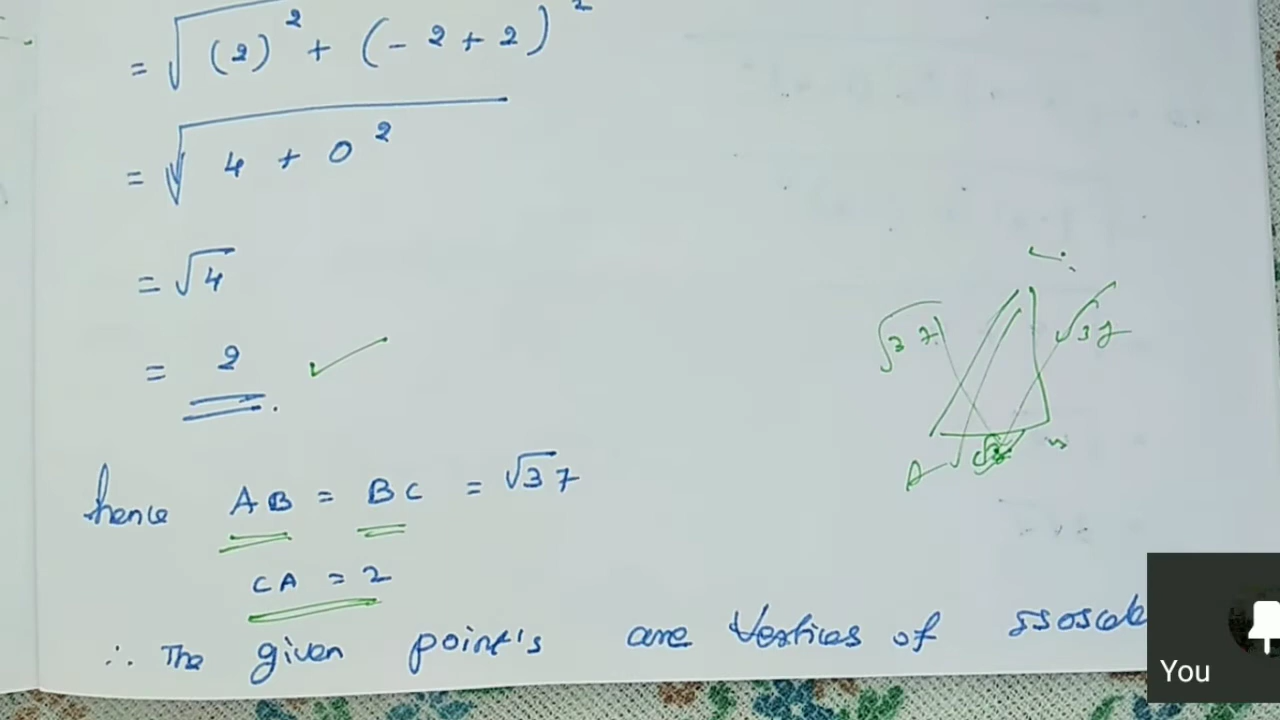 = √(2)² + (- 2 + 2)²
= √4 + 0²
= √4
= 2
√37
√37
A
hence AB = BC = √37
CA = 2
∴ The given point's are Vertices of
You